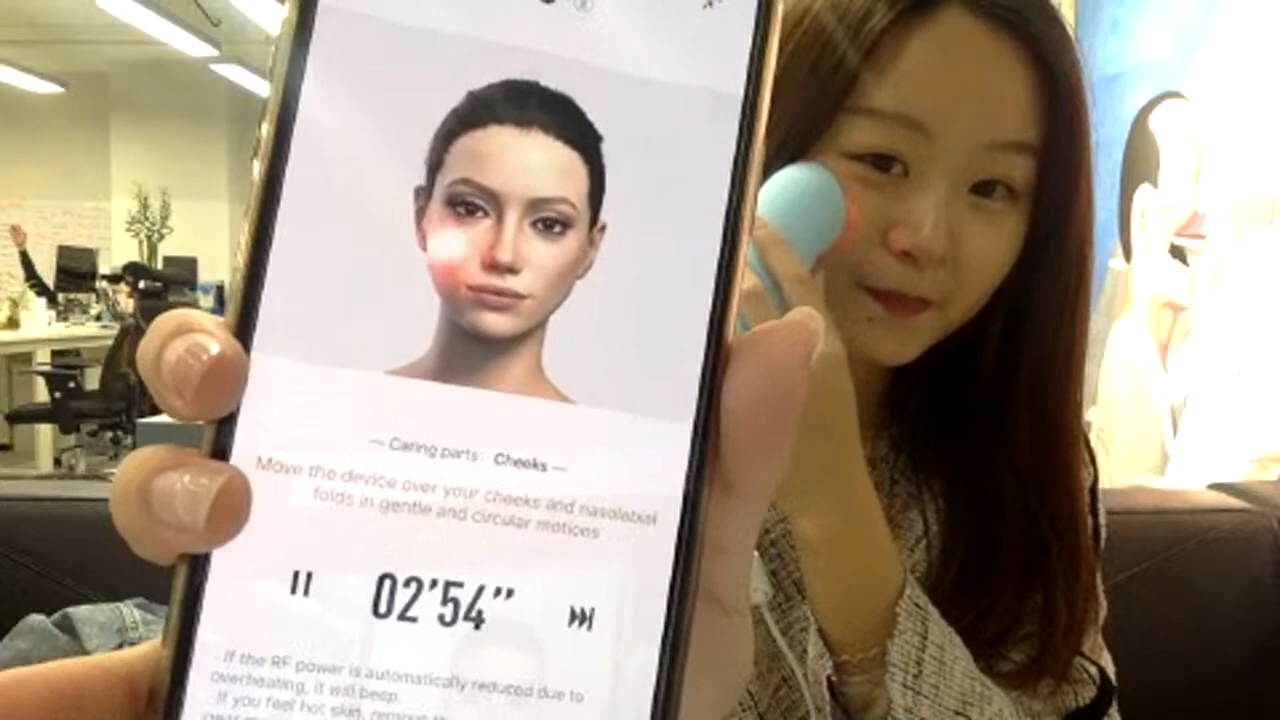 — Caring parts: Cheeks —
Move the device over your cheeks and nasolabial
folds in gentle and circular motions
02’54’’
If the RF power is automatically reduced due to
overheating, it will beep.
If you feel hot skin, remove